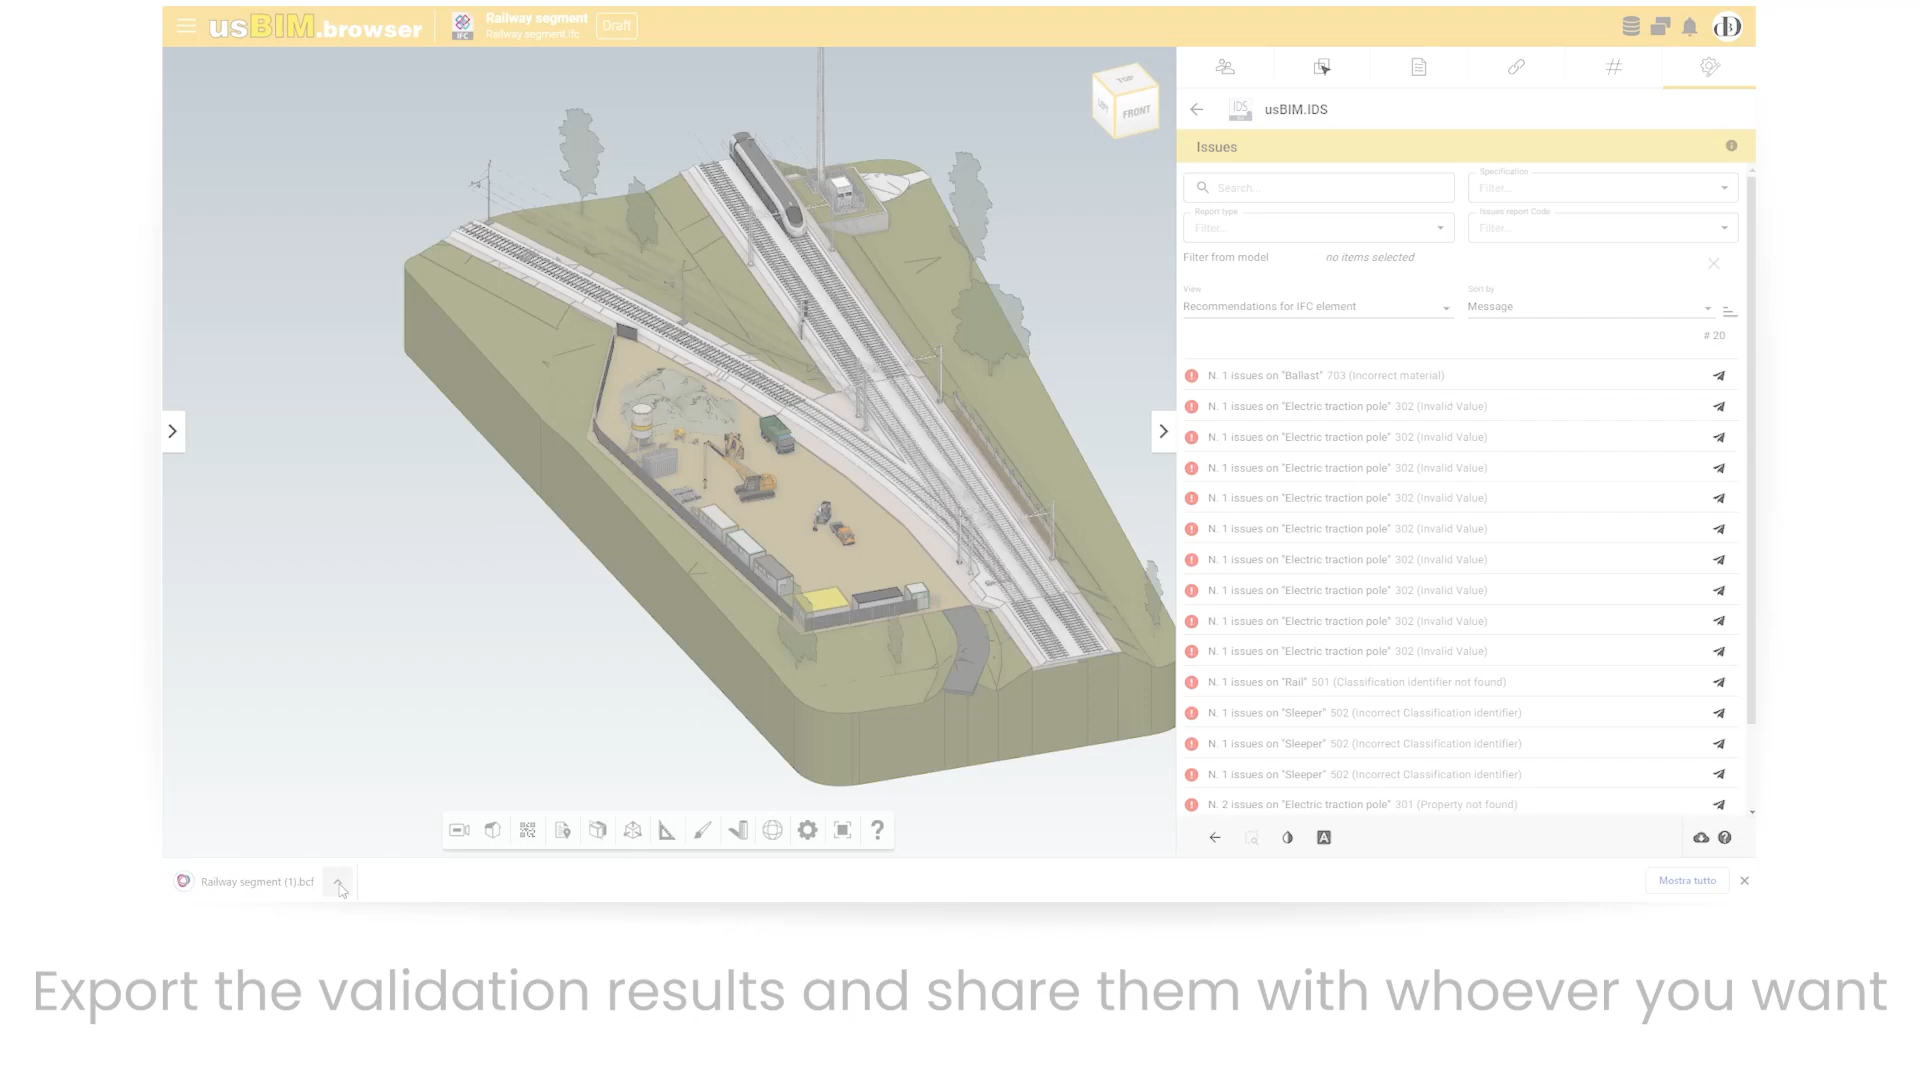 usBIM.browser
IFC
Railway segment
Railway segment.ifc
Draft
TOP
LEFT
FRONT
IDS
usBIM.IDS
Issues
Search...
Specification
Filter...
Report type
Filter...
Issues report Code
Filter...
Filter from model
no items selected
View
Recommendations for IFC element
Sort by
Message
# 20
N. 1 issues on "Ballast" 703 (Incorrect material)
N. 1 issues on "Electric traction pole" 302 (Invalid Value)
N. 1 issues on "Electric traction pole" 302 (Invalid Value)
N. 1 issues on "Electric traction pole" 302 (Invalid Value)
N. 1 issues on "Electric traction pole" 302 (Invalid Value)
N. 1 issues on "Electric traction pole" 302 (Invalid Value)
N. 1 issues on "Electric traction pole" 302 (Invalid Value)
N. 1 issues on "Electric traction pole" 302 (Invalid Value)
N. 1 issues on "Electric traction pole" 302 (Invalid Value)
N. 1 issues on "Electric traction pole" 302 (Invalid Value)
N. 1 issues on "Rail" 501 (Classification identifier not found)
N. 1 issues on "Sleeper" 502 (Incorrect Classification identifier)
N. 1 issues on "Sleeper" 502 (Incorrect Classification identifier)
N. 1 issues on "Sleeper" 502 (Incorrect Classification identifier)
N. 2 issues on "Electric traction pole" 301 (Property not found)
A
Railway segment (1).bcf
Mostra tutto
Export the validation results and share them with whoever you want